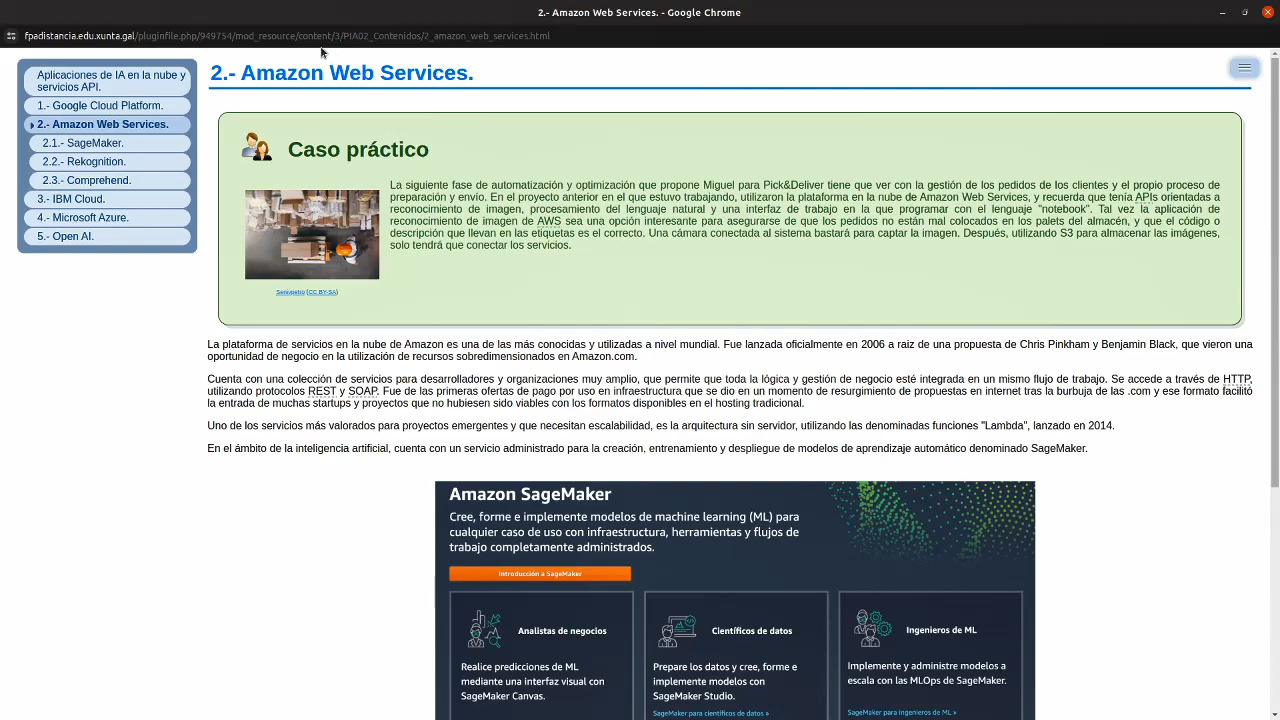 2.- Amazon Web Services. - Google Chrome
fpadistancia.edu.xunta.gal/pluginfile.php/949754/mod_resource/content/3/PIA02_Contenidos/2_amazon_web_services.html
Aplicaciones de IA en la nube y
servicios API.
1.- Google Cloud Platform.
2.- Amazon Web Services.
2.1.- SageMaker.
2.2.- Rekognition.
2.3.- Comprehend.
3.- IBM Cloud.
4.- Microsoft Azure.
5.- Open AI.
2.- Amazon Web Services.
Caso práctico
La siguiente fase de automatización y optimización que propone Miguel para Pick&Deliver tiene que ver con la gestión de los pedidos de los clientes y el propio proceso de
preparación y envío. En el proyecto anterior en el que estuvo trabajando, utilizaron la plataforma en la nube de Amazon Web Services, y recuerda que tenía APIs orientadas a
reconocimiento de imagen, procesamiento del lenguaje natural y una interfaz de trabajo en la que programar con el lenguaje "notebook". Tal vez la aplicación de
reconocimiento de imagen de AWS sea una opción interesante para asegurarse de que los pedidos no están mal colocados en los palets del almacén, y que el código o
descripción que llevan en las etiquetas es el correcto. Una cámara conectada al sistema bastará para captar la imagen. Después, utilizando S3 para almacenar las imágenes,
solo tendrá que conectar los servicios.
(CC BY-SA)
La plataforma de servicios en la nube de Amazon es una de las más conocidas y utilizadas a nivel mundial. Fue lanzada oficialmente en 2006 a raiz de una propuesta de Chris Pinkham y Benjamin Black, que vieron una
oportunidad de negocio en la utilización de recursos sobredimensionados en Amazon.com.
Cuenta con una colección de servicios para desarrolladores y organizaciones muy amplio, que permite que toda la lógica y gestión de negocio esté integrada en un mismo flujo de trabajo. Se accede a través de HTTP,
utilizando protocolos REST y SOAP. Fue de las primeras ofertas de pago por uso en infraestructura que se dio en un momento de resurgimiento de propuestas en internet tras la burbuja de las .com y ese formato facilitó
la entrada de muchas startups y proyectos que no hubiesen sido viables con los formatos disponibles en el hosting tradicional.
Uno de los servicios más valorados para proyectos emergentes y que necesitan escalabilidad, es la arquitectura sin servidor, utilizando las denominadas funciones "Lambda", lanzado en 2014.
En el ámbito de la inteligencia artificial, cuenta con un servicio administrado para la creación, entrenamiento y despliegue de modelos de aprendizaje automático denominado SageMaker.
Amazon SageMaker
Cree, forme e implemente modelos de machine learning (ML) para
cualquier caso de uso con infraestructura, herramientas y flujos de
trabajo completamente administrados.
Introducción a SageMaker
Analistas de negocios
Realice predicciones de ML
mediante una interfaz visual con
SageMaker Canvas.
Científicos de datos
Prepare los datos y cree, forme e
implemente modelos con
SageMaker Studio.
SageMaker para científicos de datos »
Ingenieros de ML
Implemente y administre modelos a
escala con las MLOps de SageMaker.
SageMaker para ingenieros de ML »